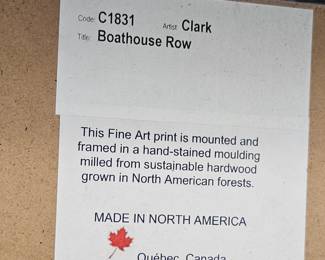 Code: C1831 Artist: Clark
Title: Boathouse Row
This Fine Art print is mounted and
framed in a hand-stained moulding
milled from sustainable hardwood
grown in North American forests.
MADE IN NORTH AMERICA
Québec, Canada